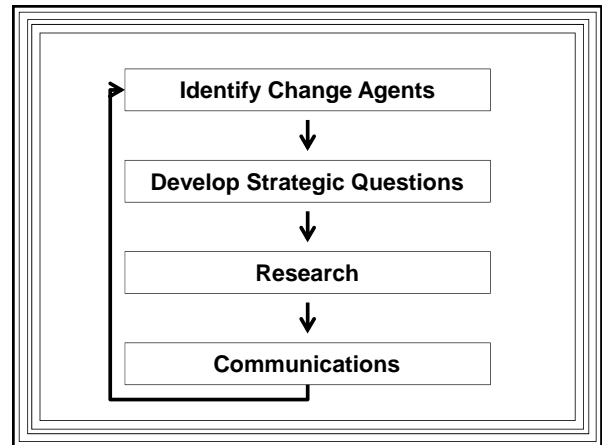 Identify Change Agents
Develop Strategic Questions
Research
Communications